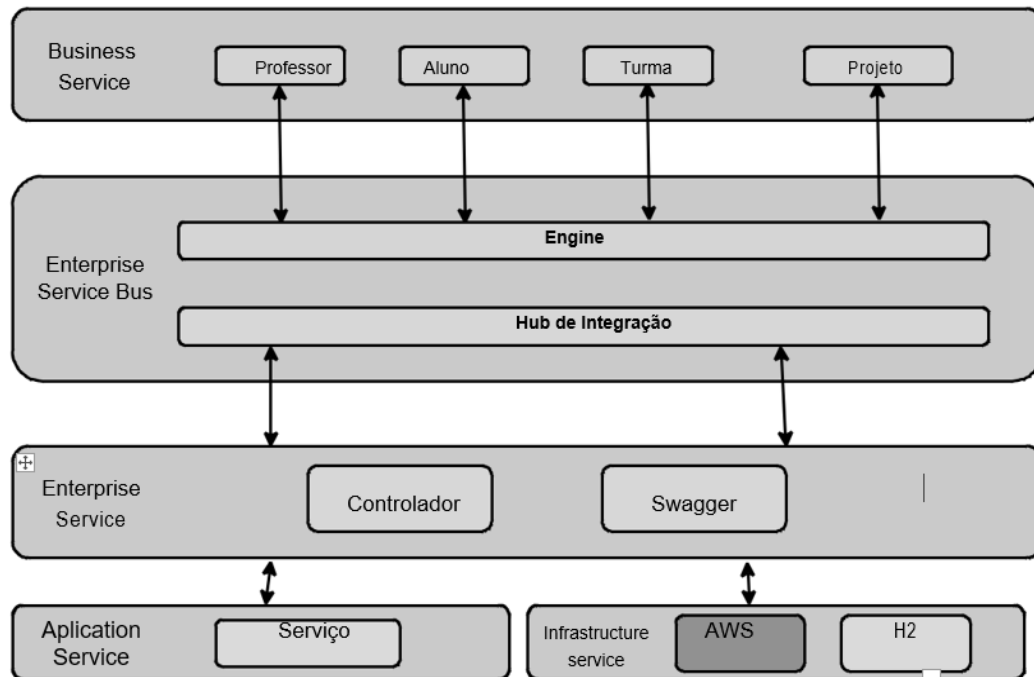 Business
Service
Professor
Aluno
Turma
Projeto
Enterprise
Service Bus
Engine
Hub de Integração
Enterprise
Service
Controlador
Swagger
Aplication
Service
Serviço
Infrastructure
service
AWS
H2